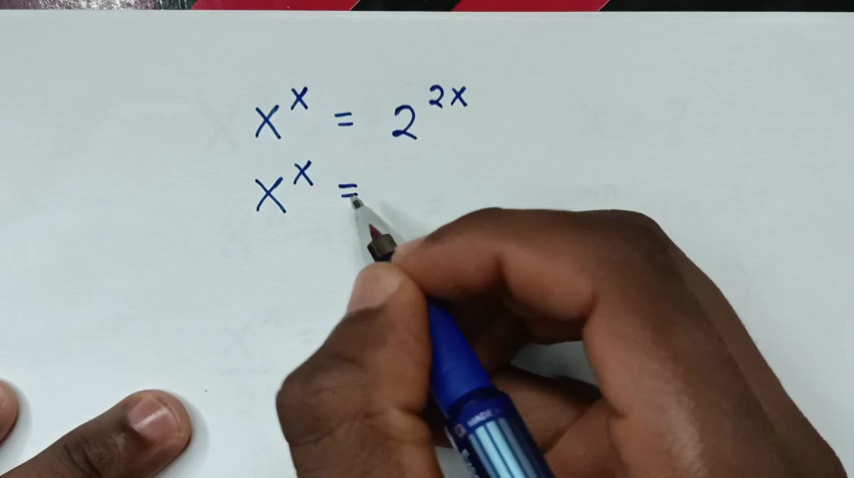 x^x = 2^{2x}
x^x =